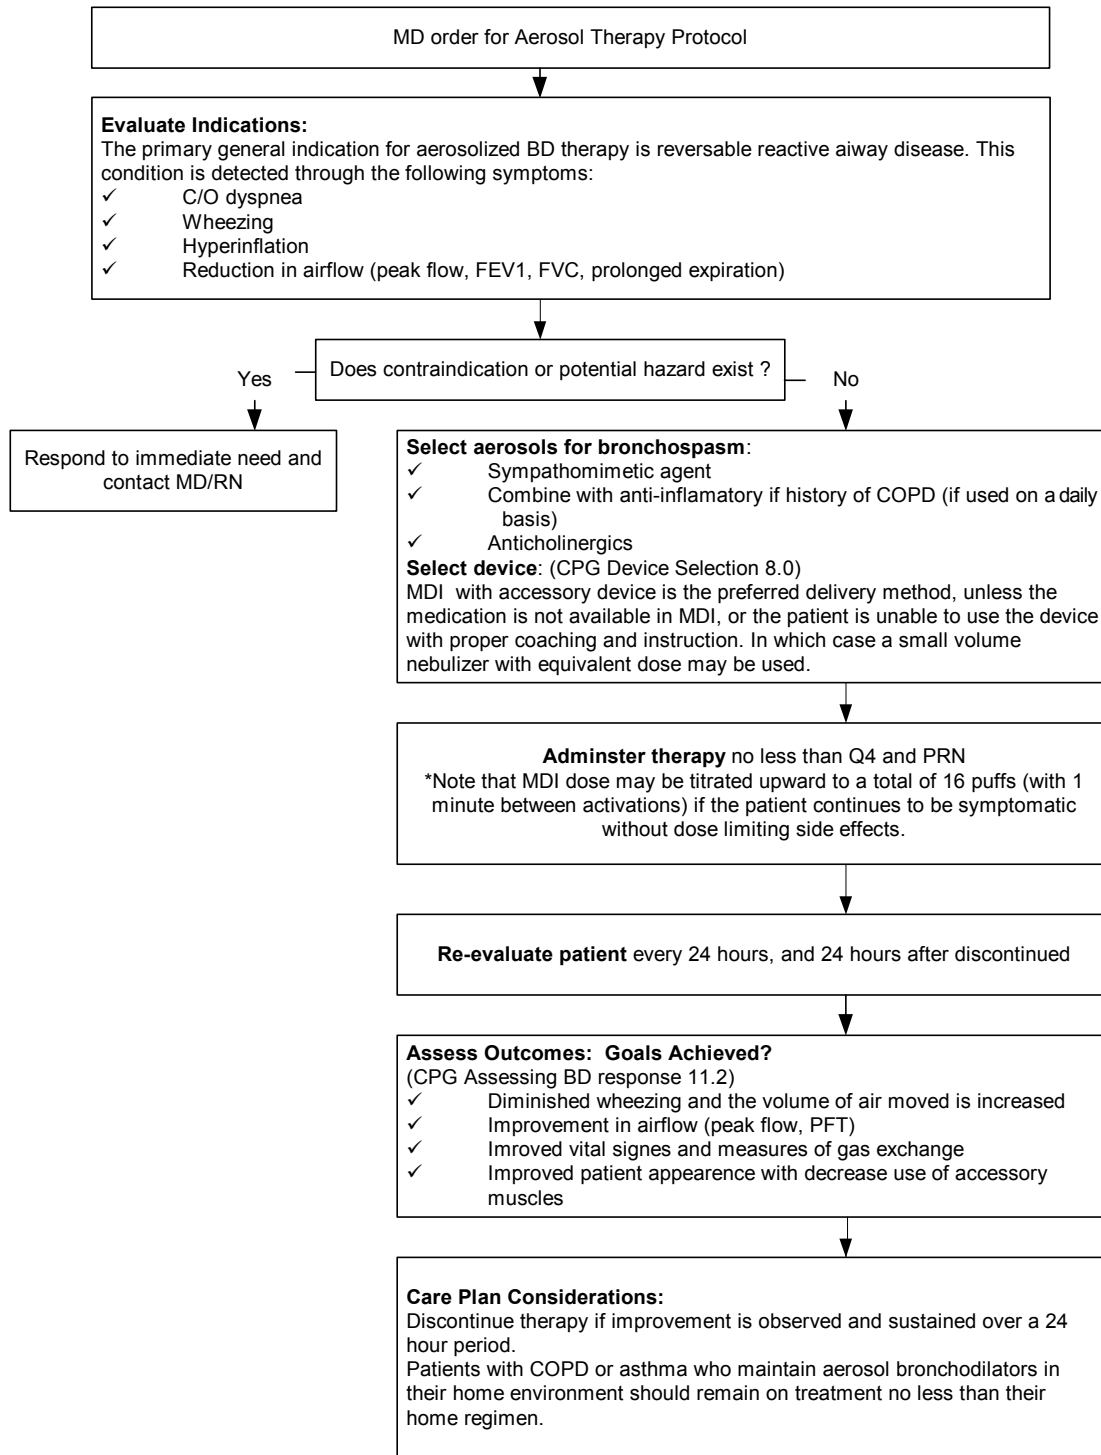 MD order for Aerosol Therapy Protocol
Evaluate Indications:
The primary general indication for aerosolized BD therapy is reversable reactive aiway disease. This
condition is detected through the following symptoms:
✓ C/O dyspnea
✓ Wheezing
✓ Hyperinflation
✓ Reduction in airflow (peak flow, FEV1, FVC, prolonged expiration)
Does contraindication or potential hazard exist ?
Yes
No
Respond to immediate need and
contact MD/RN
Select aerosols for bronchospasm:
✓ Sympathomimetic agent
✓ Combine with anti-inflamatory if history of COPD (if used on a daily
basis)
✓ Anticholinergics
Select device: (CPG Device Selection 8.0)
MDI with accessory device is the preferred delivery method, unless the
medication is not available in MDI, or the patient is unable to use the device
with proper coaching and instruction. In which case a small volume
nebulizer with equivalent dose may be used.
Adminster therapy no less than Q4 and PRN
*Note that MDI dose may be titrated upward to a total of 16 puffs (with 1
minute between activations) if the patient continues to be symptomatic
without dose limiting side effects.
Re-evaluate patient every 24 hours, and 24 hours after discontinued
Assess Outcomes: Goals Achieved?
(CPG Assessing BD response 11.2)
✓ Diminished wheezing and the volume of air moved is increased
✓ Improvement in airflow (peak flow, PFT)
✓ Imroved vital signes and measures of gas exchange
✓ Improved patient appearence with decrease use of accessory
muscles
Care Plan Considerations:
Discontinue therapy if improvement is observed and sustained over a 24
hour period.
Patients with COPD or asthma who maintain aerosol bronchodilators in
their home environment should remain on treatment no less than their
home regimen.